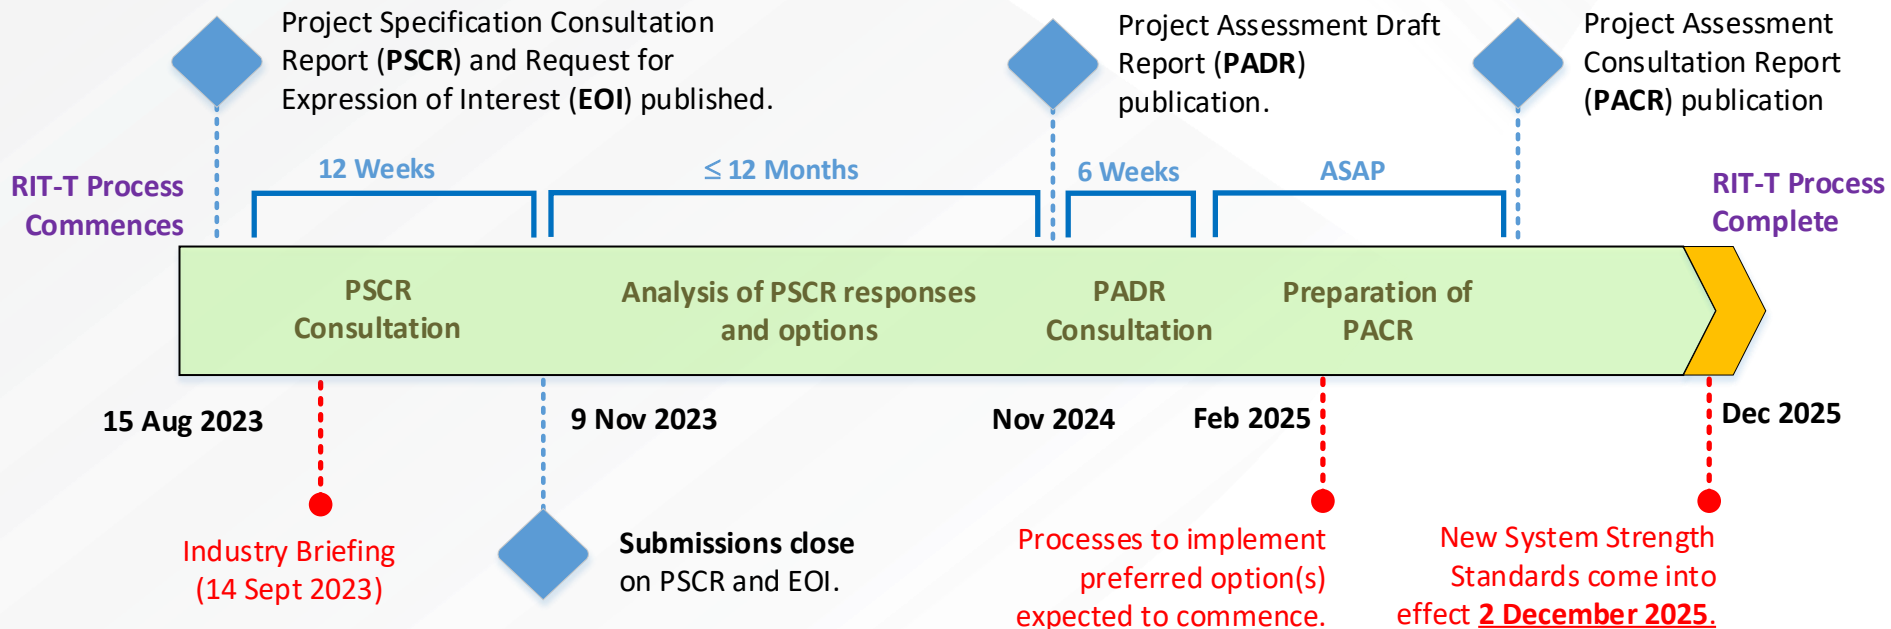 Project Specification Consultation
Report (PSCR) and Request for
Expression of Interest (EOI) published.
Project Assessment Draft
Report (PADR)
publication.
Project Assessment
Consultation Report
(PACR) publication
RIT-T Process
Commences
12 Weeks
≤ 12 Months
6 Weeks
ASAP
RIT-T Process
Complete
PSCR
Consultation
Analysis of PSCR responses
and options
PADR
Consultation
Preparation of
PACR
15 Aug 2023
9 Nov 2023
Nov 2024
Feb 2025
Dec 2025
Industry Briefing
(14 Sept 2023)
Submissions close
on PSCR and EOI.
Processes to implement
preferred option(s)
expected to commence.
New System Strength
Standards come into
effect 2 December 2025.